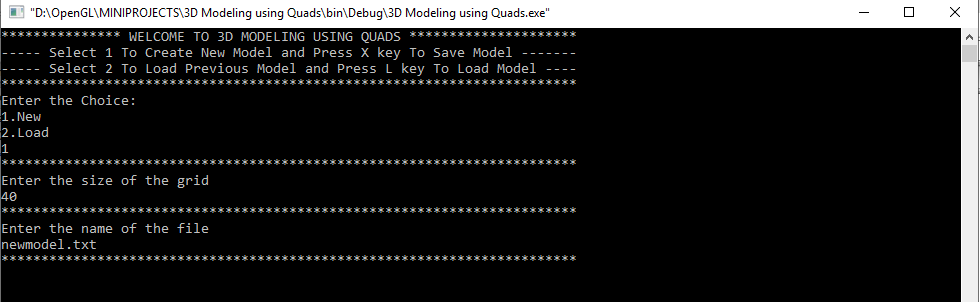 "D:\OpenGL\MINIPROJECTS\3D Modeling using Quads\bin\Debug\3D Modeling using Quads.exe"
*************** WELCOME TO 3D MODELING USING QUADS *********************
----- Select 1 To Create New Model and Press X key To Save Model -------
----- Select 2 To Load Previous Model and Press L key To Load Model ----
************************************************************************
Enter the Choice:
1.New
2.Load
1
************************************************************************
Enter the size of the grid
40
************************************************************************
Enter the name of the file
newmodel.txt
************************************************************************